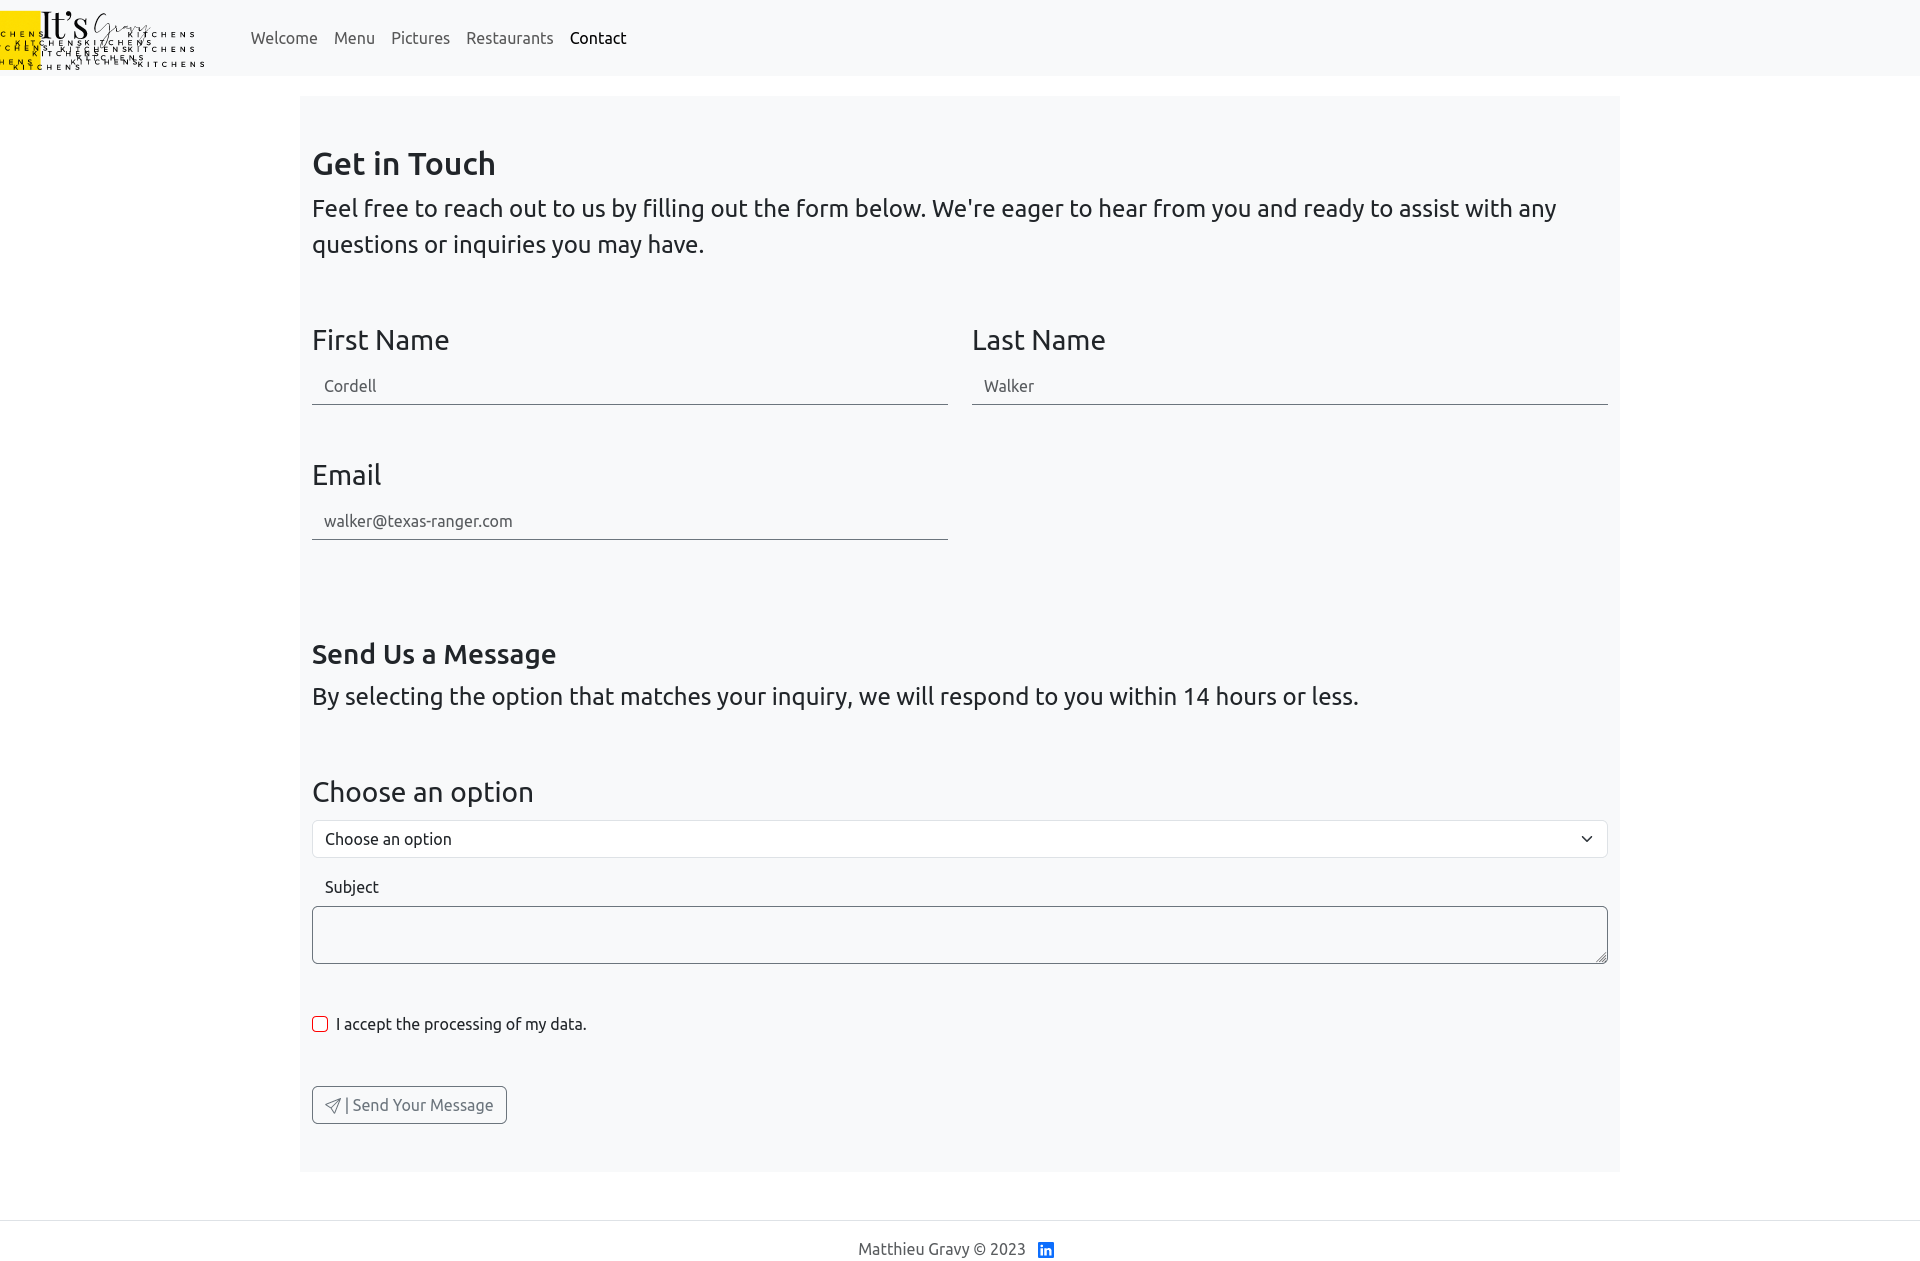 It's Gravy
KITCHENS
Welcome
Menu
Pictures
Restaurants
Contact
Get in Touch
Feel free to reach out to us by filling out the form below. We're eager to hear from you and ready to assist with any
questions or inquiries you may have.
First Name
Last Name
Cordell
Walker
Email
walker@texas-ranger.com
Send Us a Message
By selecting the option that matches your inquiry, we will respond to you within 14 hours or less.
Choose an option
Choose an option
Subject
I accept the processing of my data.
| Send Your Message
Matthieu Gravy © 2023
in